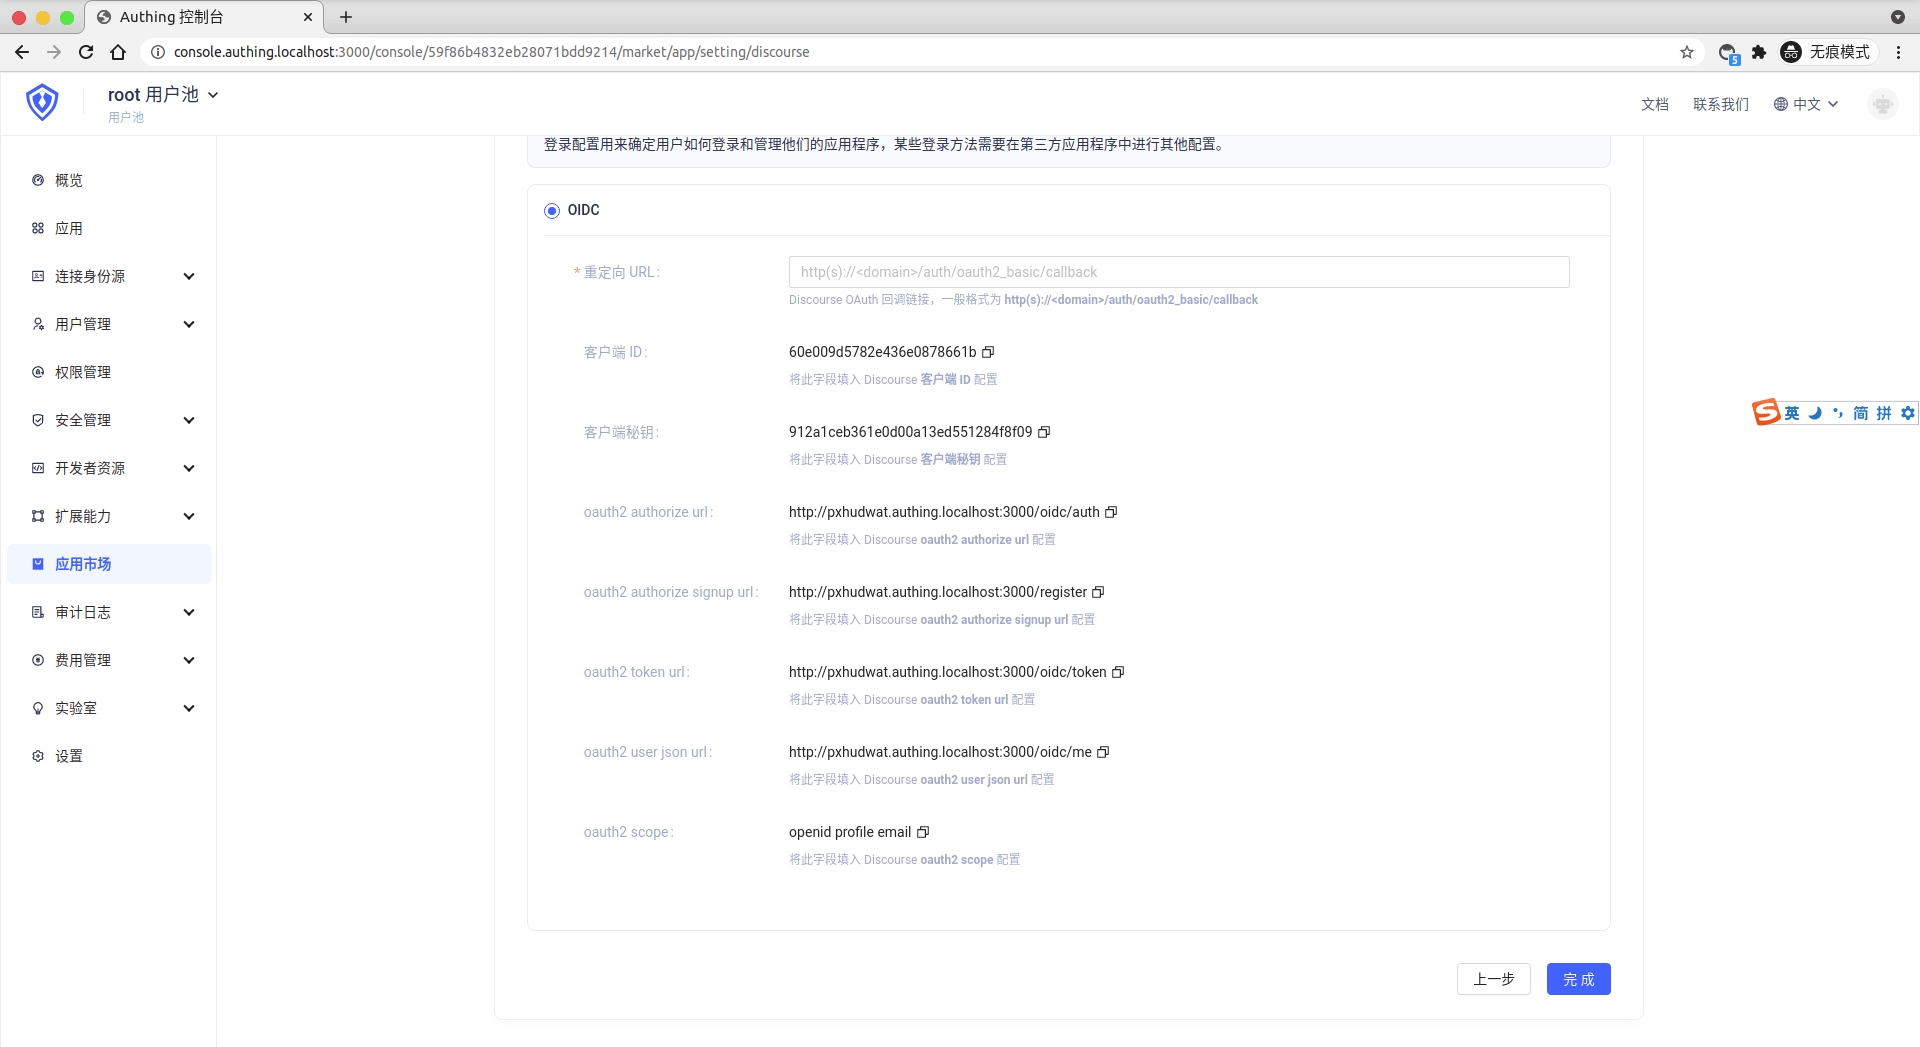 Authing 控制台
console.authing.localhost:3000/console/59f86b4832eb28071bdd9214/market/app/setting/discourse
5
无痕模式
root 用户池
用户池
文档
联系我们
中文
概览
应用
连接身份源
用户管理
权限管理
安全管理
开发者资源
扩展能力
应用市场
审计日志
费用管理
实验室
设置
登录配置用来确定用户如何登录和管理他们的应用程序，某些登录方法需要在第三方应用程序中进行其他配置。
OIDC
* 重定向 URL:
http(s)://<domain>/auth/oauth2_basic/callback
Discourse OAuth 回调链接，一般格式为 http(s)://<domain>/auth/oauth2_basic/callback
客户端 ID:
60e009d5782e436e0878661b
将此字段填入 Discourse 客户端 ID 配置
客户端秘钥:
912a1ceb361e0d00a13ed551284f8f09
将此字段填入 Discourse 客户端秘钥 配置
oauth2 authorize url:
http://pxhudwat.authing.localhost:3000/oidc/auth
将此字段填入 Discourse oauth2 authorize url 配置
oauth2 authorize signup url:
http://pxhudwat.authing.localhost:3000/register
将此字段填入 Discourse oauth2 authorize signup url 配置
oauth2 token url:
http://pxhudwat.authing.localhost:3000/oidc/token
将此字段填入 Discourse oauth2 token url 配置
oauth2 user json url:
http://pxhudwat.authing.localhost:3000/oidc/me
将此字段填入 Discourse oauth2 user json url 配置
oauth2 scope:
openid profile email
将此字段填入 Discourse oauth2 scope 配置
上一步
完 成
S 英 简 拼